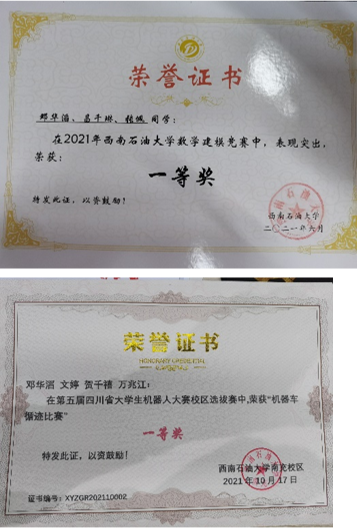 荣誉证书
邓华滔、易千琳、张旭 同学:
在2021年西南石油大学数学建模竞赛中,表现突出,
荣获:
一等奖
特发此证,以资鼓励!
西南石油大学
二〇二一年六月
荣誉证书
HONORARY CERTIFICATE
邓华滔 文婷 贺千禧 万兆江:
在第五届四川省大学生机器人大赛校区选拔赛中,荣获“机器车
循迹比赛”
一等奖
特发此证,以资鼓励!
西南石油大学南充校区
2021年10月17日
证书编号:XYZGR202110002